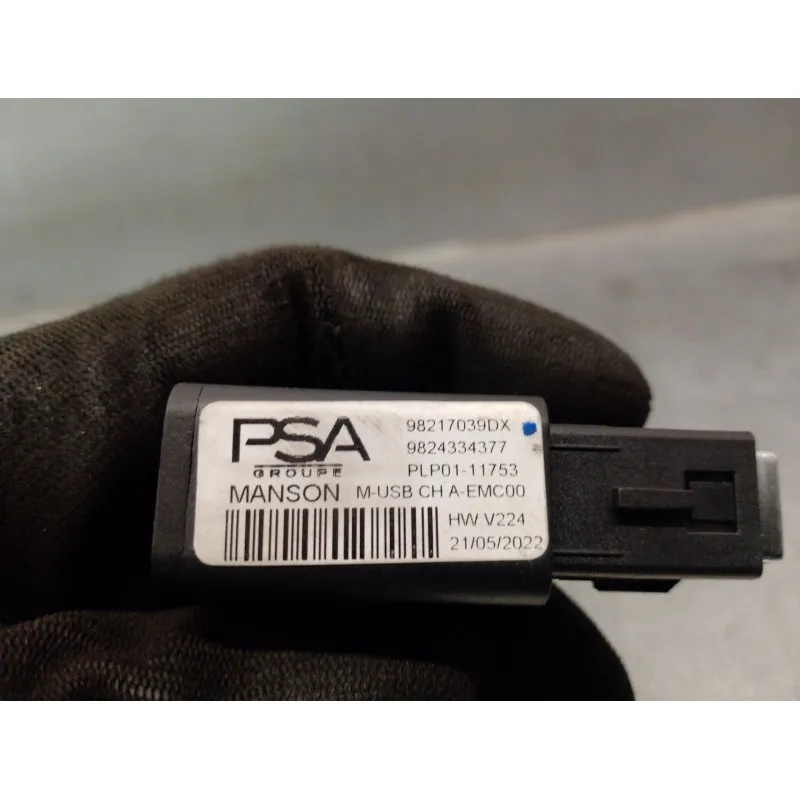 PSA
GROUPE
98217039DX
9824334377
PLP01-11753
MANSON M-USB CH A-EMC00
HW V224
21/05/2022